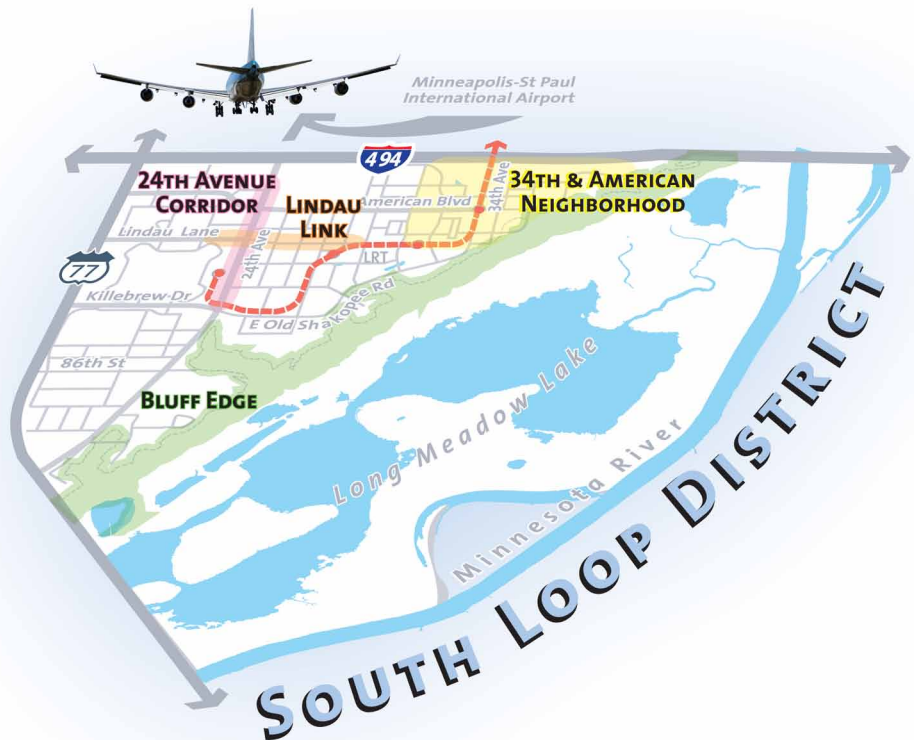 Minneapolis-St Paul
International Airport
494
24TH AVENUE
CORRIDOR
LINDAU
LINK
American Blvd
34th Ave
34TH & AMERICAN
NEIGHBORHOOD
Lindau Lane
24th Ave
LRT
77
Killebrew Dr
E Old Shakopee Rd
86th St
BLUFF EDGE
Long Meadow Lake
Minnesota River
SOUTH LOOP DISTRICT